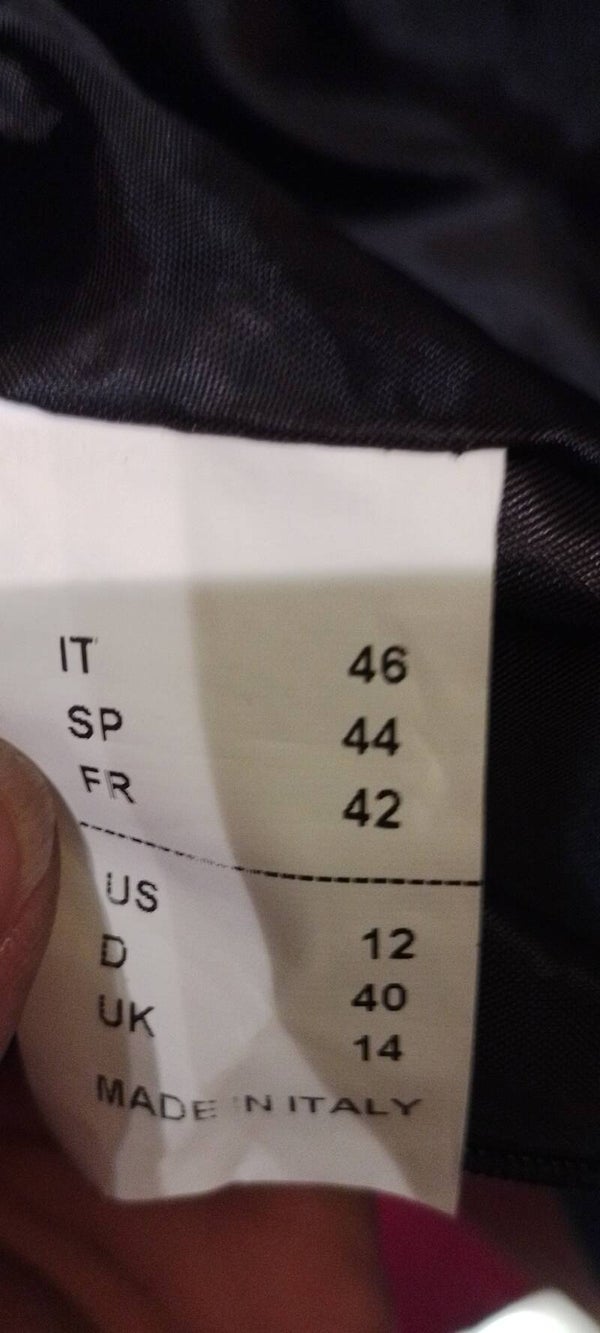 IT 46
SP 44
FR 42
US 12
D 40
UK 14
MADE IN ITALY